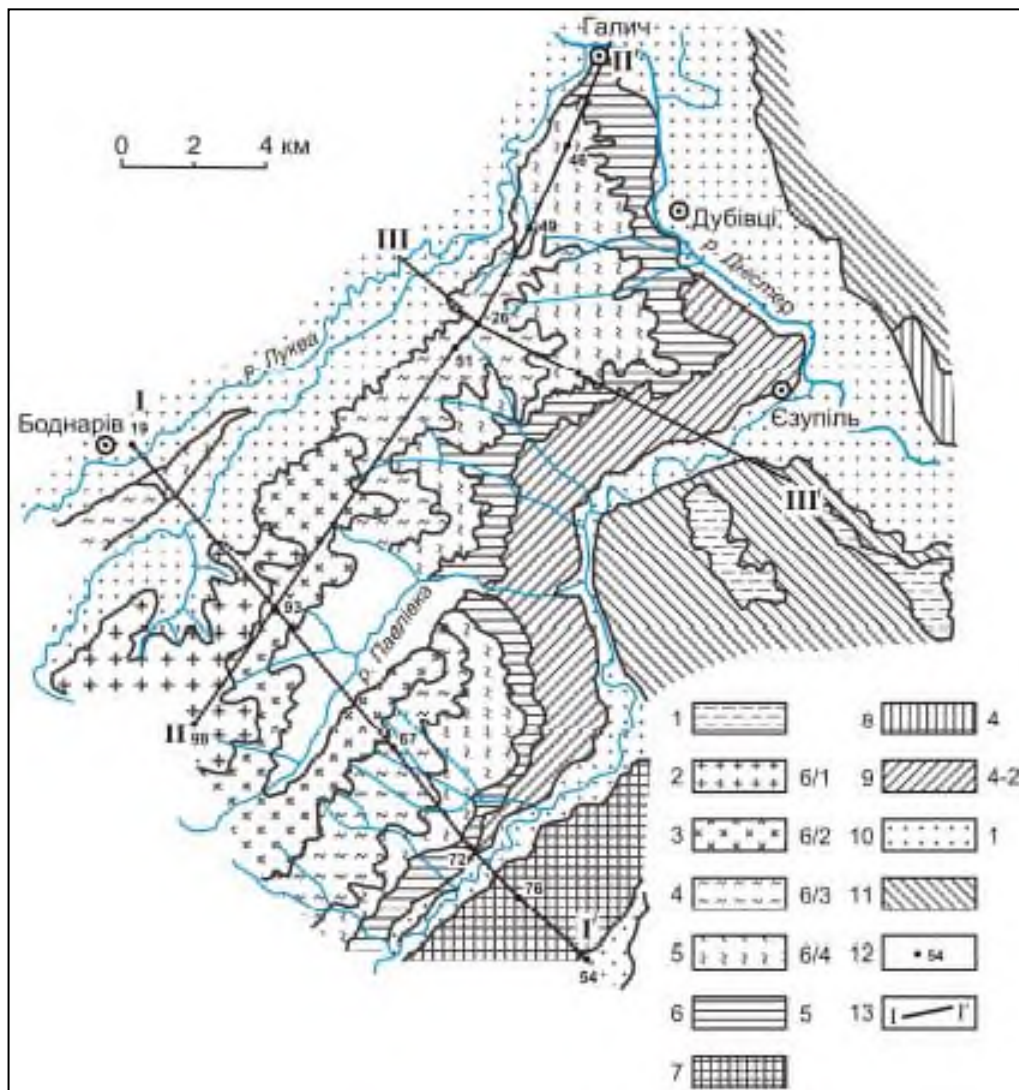 Галич
II'
0 2 4 км
48
Дубівці
49
III
р. Дністер
26
р. Луква
51
I
Боднарів 19
Єзупіль
III'
93
р. Павлівка
II
98
67
72
76
I'
54
1
2 6/1
3 6/2
4 6/3
5 6/4
6 5
7
8 4
9 4-2
10 1
11
12 54
13 I I'